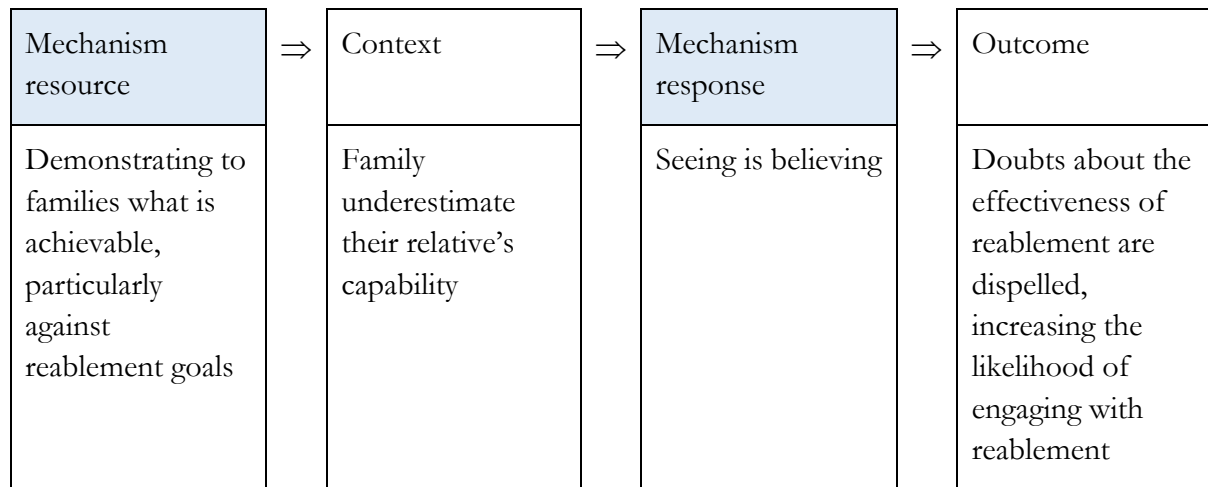 Mechanism
resource
⇒
Context
⇒
Mechanism
response
⇒
Outcome
Demonstrating to
families what is
achievable,
particularly
against
reablement goals
Family
underestimate
their relative’s
capability
Seeing is believing
Doubts about the
effectiveness of
reablement are
dispelled,
increasing the
likelihood of
engaging with
reablement